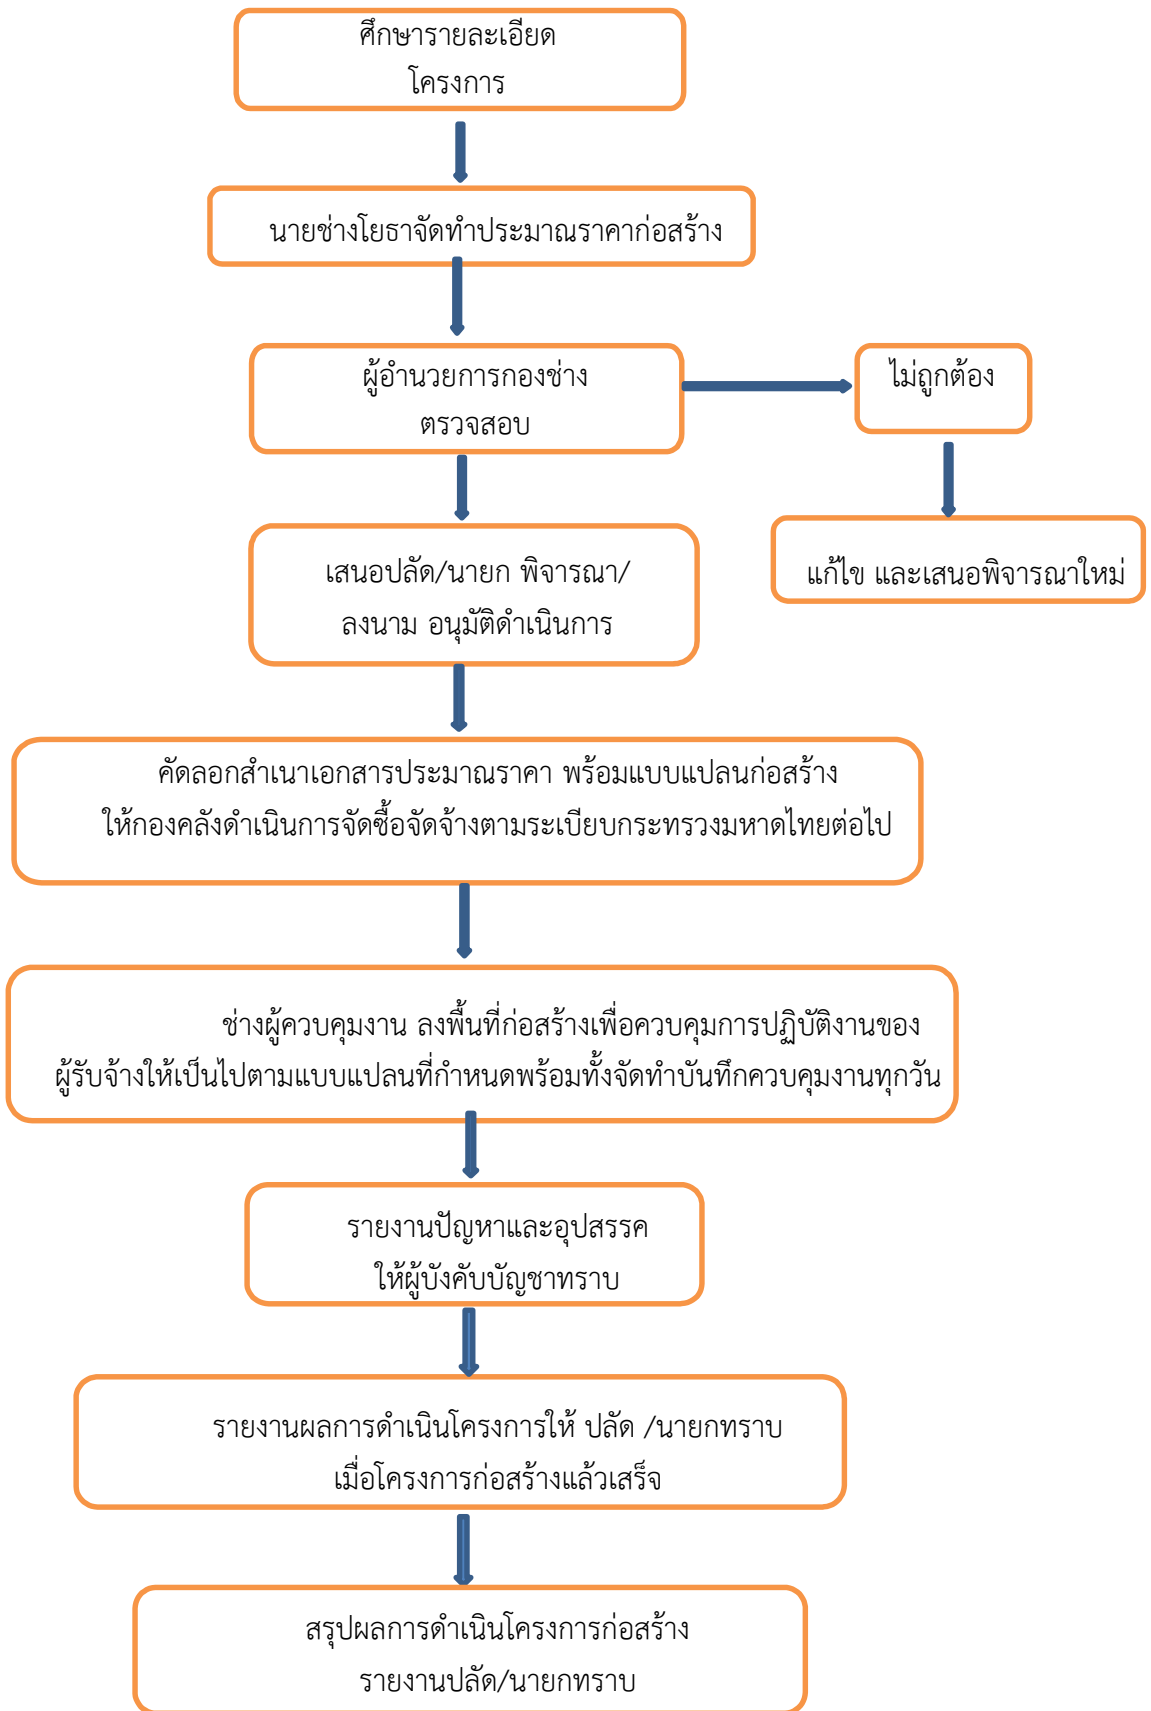 ศึกษารายละเอียด
โครงการ
นายช่างโยธาจัดทำประมาณราคาก่อสร้าง
ผู้อำนวยการกองช่าง
ตรวจสอบ
ไม่ถูกต้อง
แก้ไข และเสนอพิจารณาใหม่
เสนอปลัด/นายก พิจารณา/
ลงนาม อนุมัติดำเนินการ
คัดลอกสำเนาเอกสารประมาณราคา พร้อมแบบแปลนก่อสร้าง
ให้กองคลังดำเนินการจัดซื้อจัดจ้างตามระเบียบกระทรวงมหาดไทยต่อไป
ช่างผู้ควบคุมงาน ลงพื้นที่ก่อสร้างเพื่อควบคุมการปฏิบัติงานของ
ผู้รับจ้างให้เป็นไปตามแบบแปลนที่กำหนดพร้อมทั้งจัดทำบันทึกควบคุมงานทุกวัน
รายงานปัญหาและอุปสรรค
ให้ผู้บังคับบัญชาทราบ
รายงานผลการดำเนินโครงการให้ ปลัด /นายกทราบ
เมื่อโครงการก่อสร้างแล้วเสร็จ
สรุปผลการดำเนินโครงการก่อสร้าง
รายงานปลัด/นายกทราบ